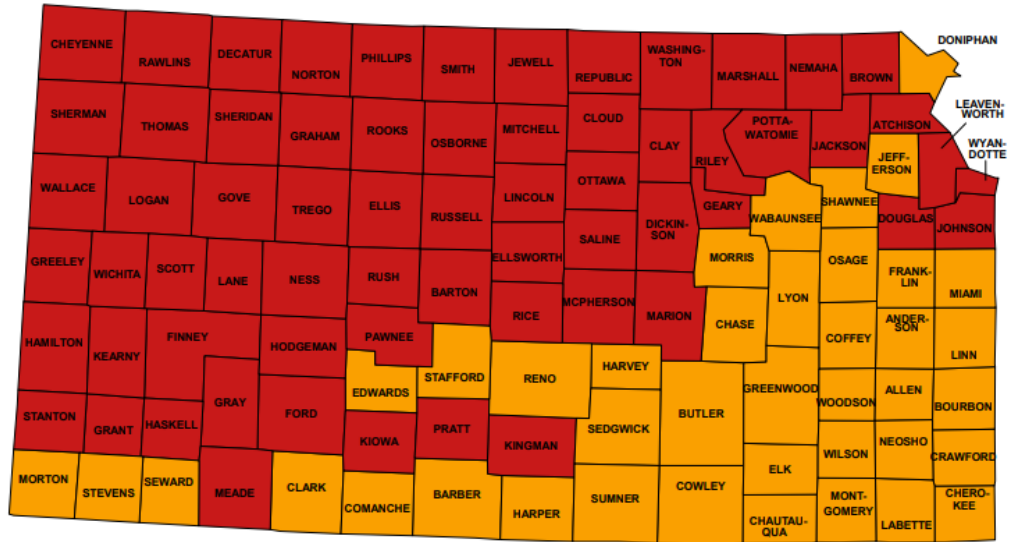 CHEYENNE
RAWLINS
DECATUR
NORTON
PHILLIPS
SMITH
JEWELL
REPUBLIC
WASHING-
TON
MARSHALL
NEMAHA
BROWN
DONIPHAN
SHERMAN
THOMAS
SHERIDAN
GRAHAM
ROOKS
OSBORNE
MITCHELL
CLOUD
CLAY
RILEY
POTTA-
WATOMIE
JACKSON
ATCHISON
LEAVEN-
WORTH
JEFF-
ERSON
WYAN-
DOTTE
WALLACE
LOGAN
GOVE
TREGO
ELLIS
RUSSELL
LINCOLN
OTTAWA
SALINE
DICKIN-
SON
GEARY
WABAUNSEE
SHAWNEE
DOUGLAS
JOHNSON
GREELEY
WICHITA
SCOTT
LANE
NESS
RUSH
BARTON
ELLSWORTH
RICE
MCPHERSON
MARION
MORRIS
CHASE
LYON
OSAGE
FRANK-
LIN
MIAMI
HAMILTON
KEARNY
FINNEY
HODGEMAN
PAWNEE
EDWARDS
STAFFORD
RENO
HARVEY
COFFEY
ANDER-
SON
LINN
STANTON
GRANT
HASKELL
GRAY
FORD
KIOWA
PRATT
KINGMAN
SEDGWICK
BUTLER
GREENWOOD
WOODSON
ALLEN
BOURBON
MORTON
STEVENS
SEWARD
MEADE
CLARK
COMANCHE
BARBER
HARPER
SUMNER
COWLEY
ELK
CHAUTAU-
QUA
WILSON
NEOSHO
CRAWFORD
MONT-
GOMERY
LABETTE
CHERO-
KEE